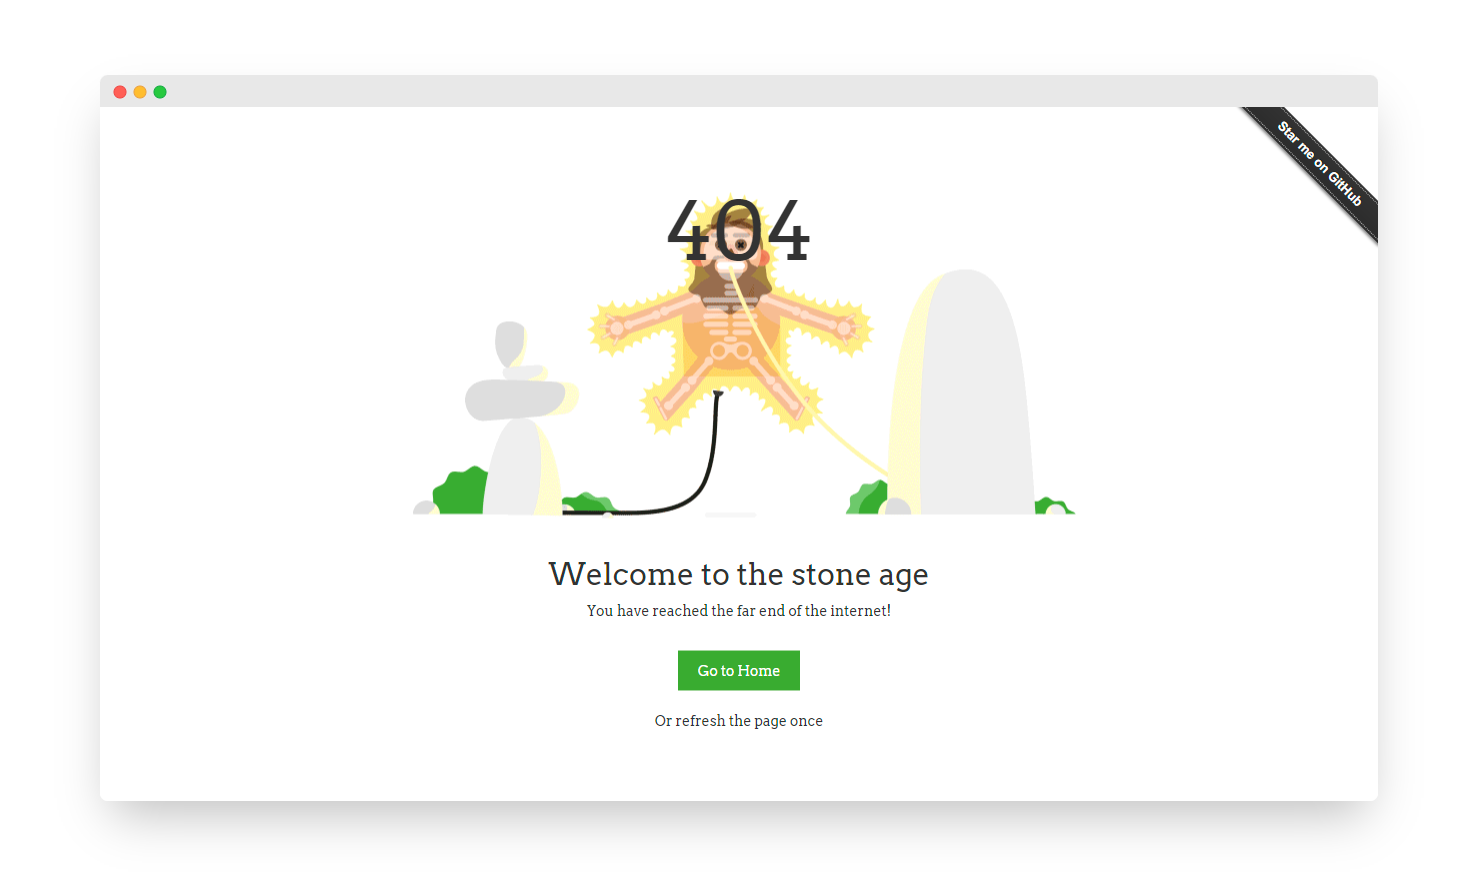 Star me on GitHub
404
Welcome to the stone age
You have reached the far end of the internet!
Go to Home
Or refresh the page once